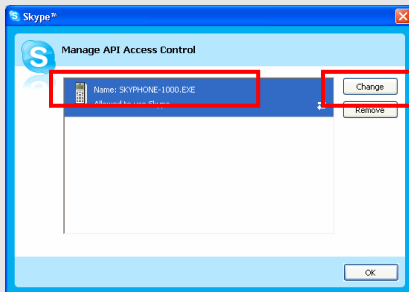 Skype™
Manage API Access Control
Name: SKYPHONE-1000.EXE
Allowed to use Skype
Change
Remove
OK